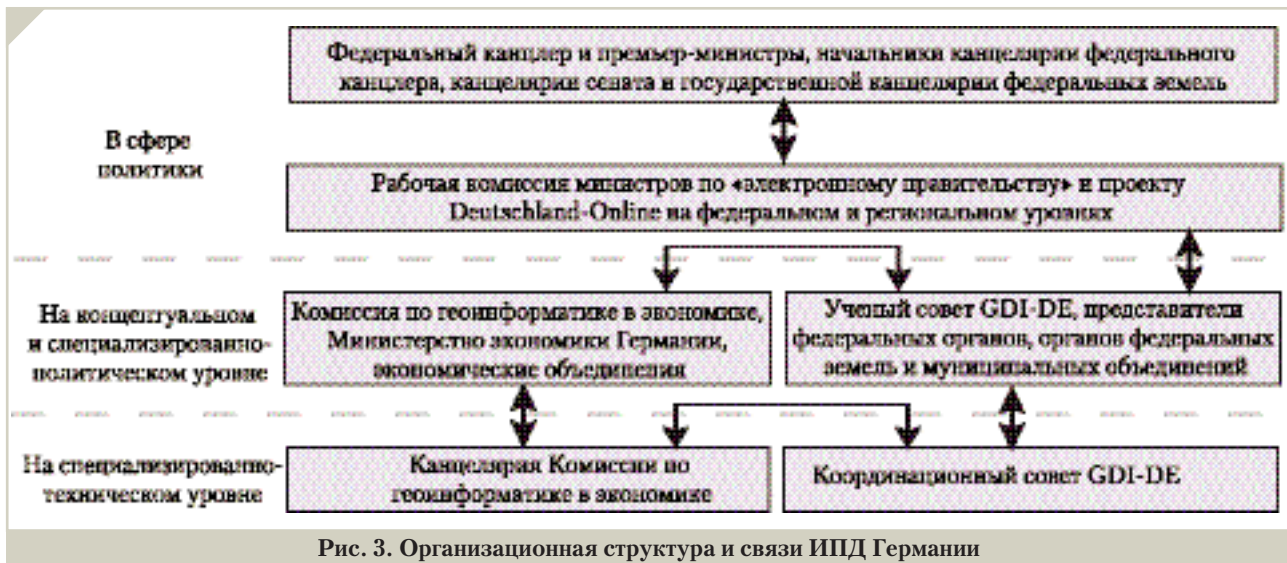 Федеральный канцлер и премьер-министры, начальники канцелярии федерального
канцлера, канцелярии сената и государственной канцелярии федеральных земель
В сфере
политики
Рабочая комиссия министров по «электронному правительству» и проекту
Deutschland-Online на федеральном и региональном уровнях
На концептуальном
и специализированно-
политическом уровне
Комиссия по геоинформатике в экономике,
Министерство экономики Германии,
экономические объединения
Ученый совет GDI-DE, представители
федеральных органов, органов федеральных
земель и муниципальных объединений
На специализированно-
техническом уровне
Канцелярия Комиссии по
геоинформатике в экономике
Координационный совет GDI-DE
Рис. 3. Организационная структура и связи ИПД Германии